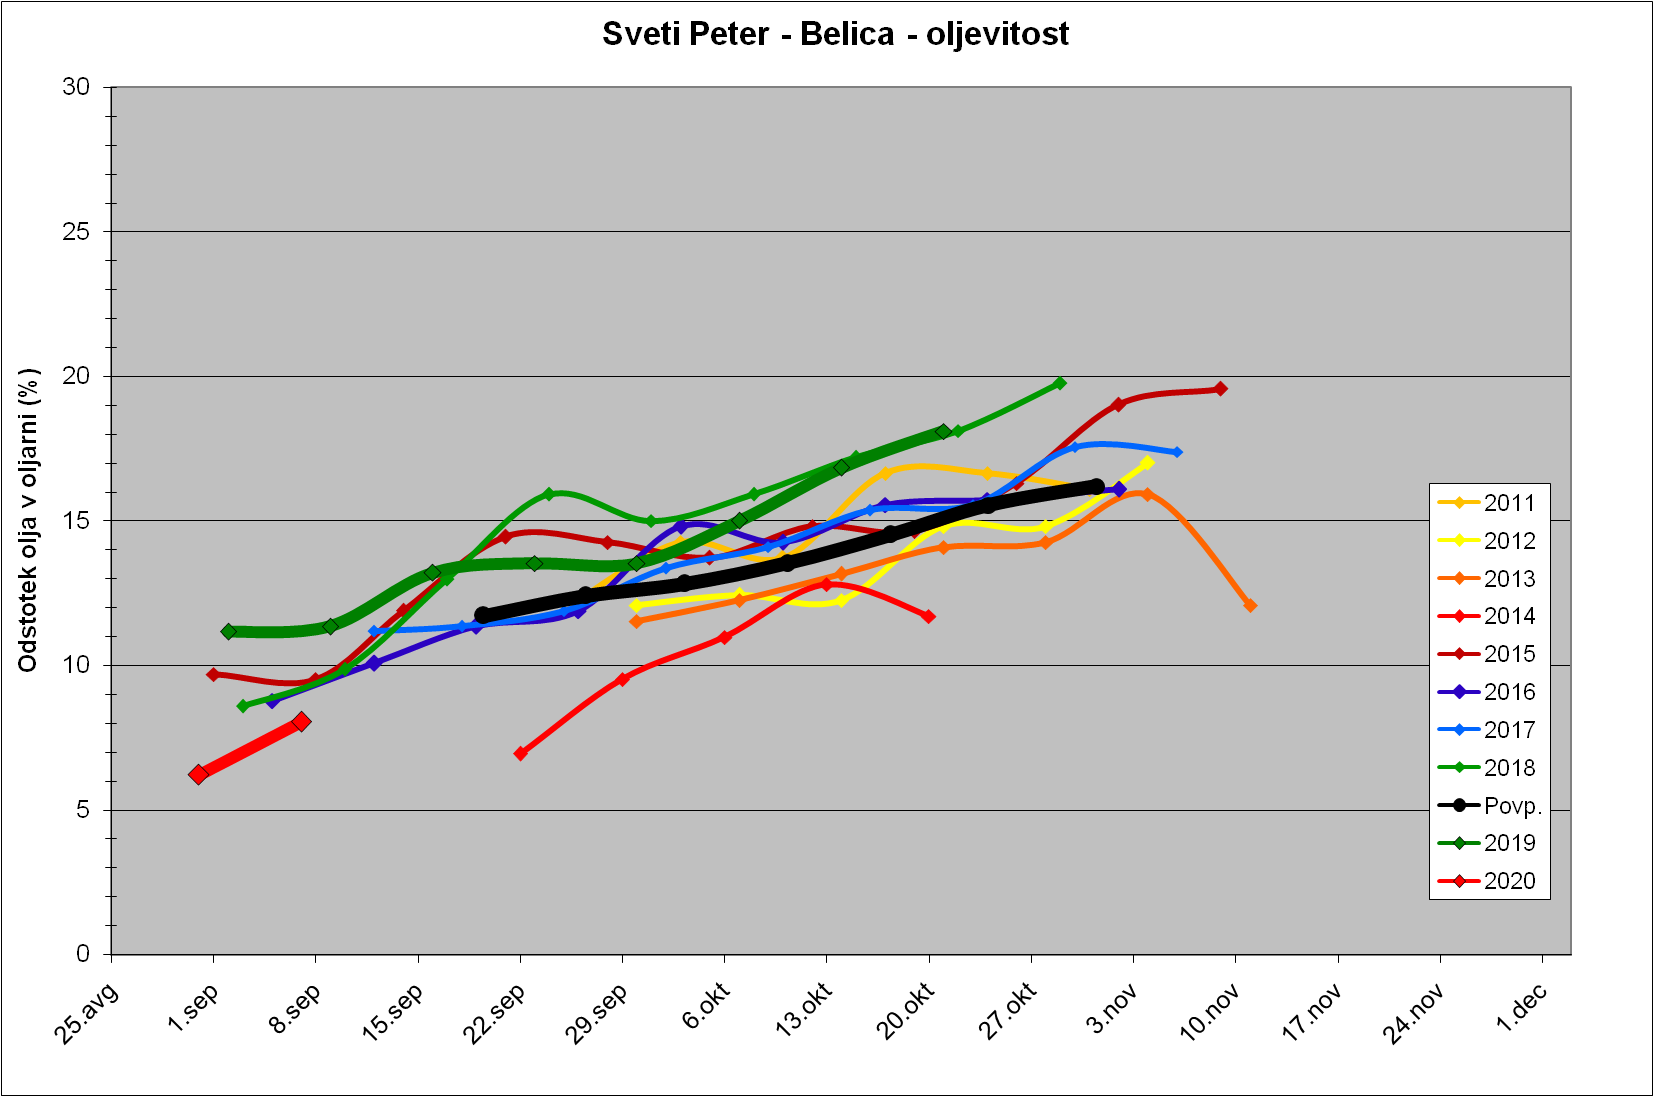 Sveti Peter - Belica - oljevitost
Odstotek olja v oljarni (%)
30
25
20
15
10
5
0
25.avg
1.sep
8.sep
15.sep
22.sep
29.sep
6.okt
13.okt
20.okt
27.okt
3.nov
10.nov
17.nov
24.nov
1.dec
2011
2012
2013
2014
2015
2016
2017
2018
Povp.
2019
2020